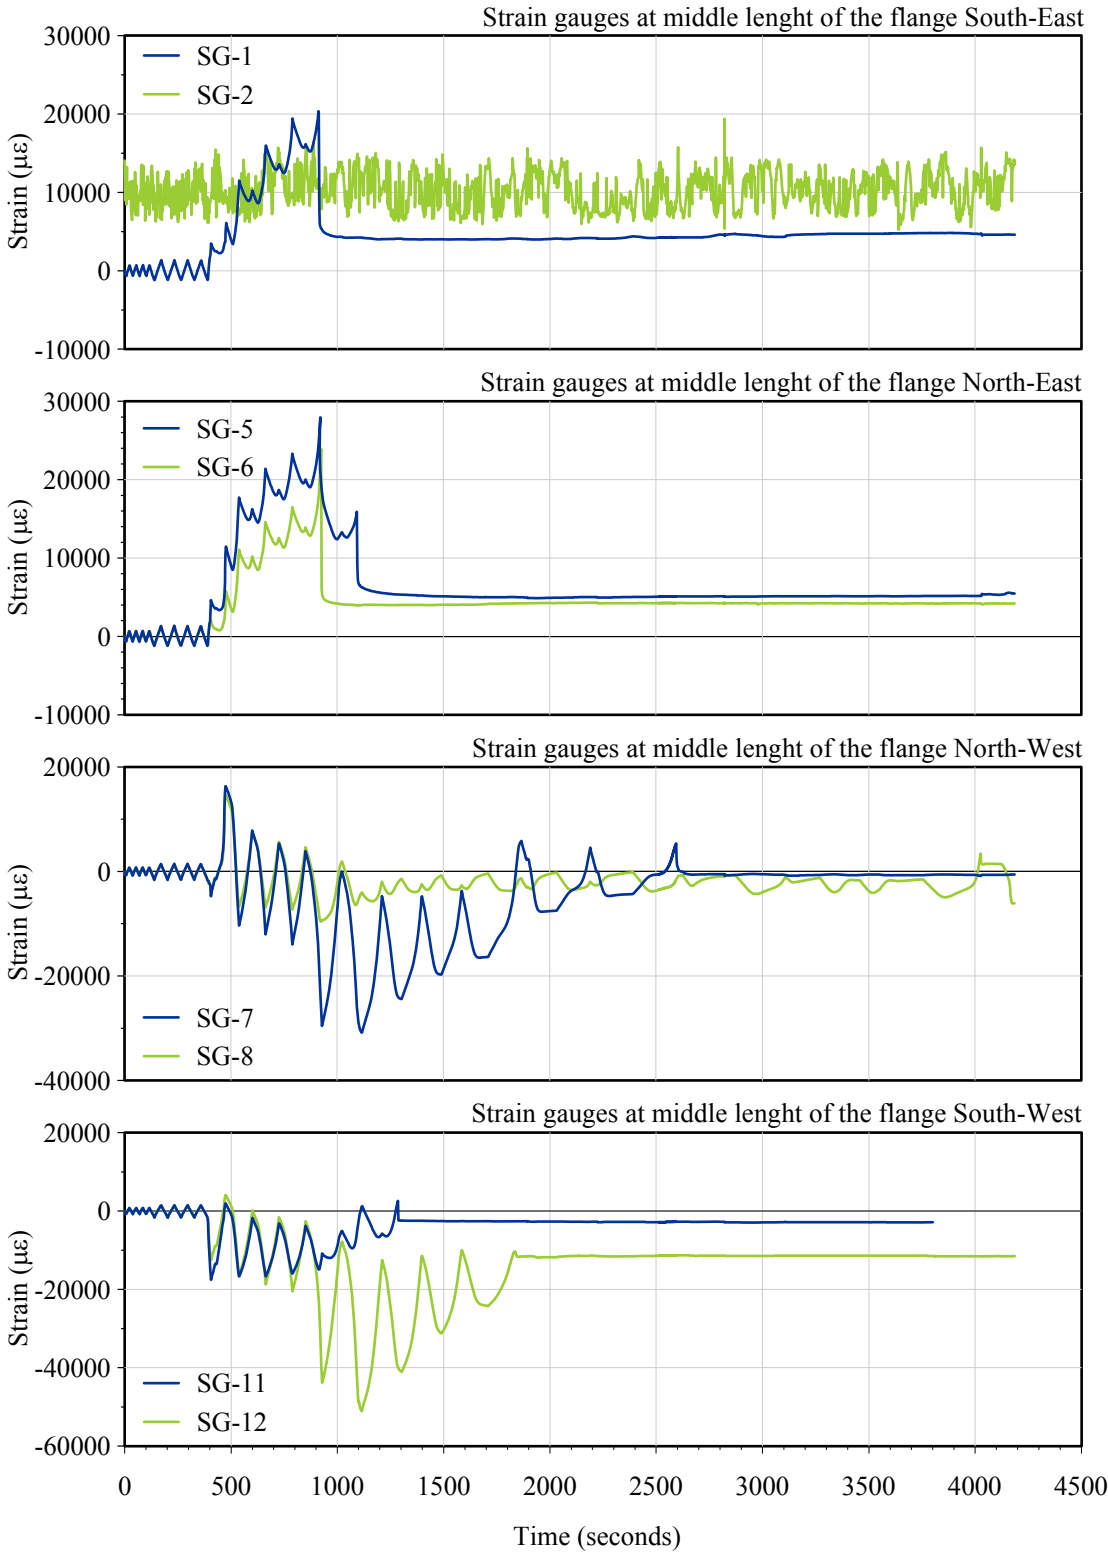 Strain gauges at middle lenght of the flange South-East
30000
SG-1
SG-2
20000
10000
0
-10000
Strain (με)
Strain gauges at middle lenght of the flange North-East
30000
SG-5
SG-6
20000
10000
0
-10000
Strain (με)
Strain gauges at middle lenght of the flange North-West
20000
0
-20000
SG-7
SG-8
-40000
Strain (με)
Strain gauges at middle lenght of the flange South-West
20000
0
-20000
-40000
SG-11
SG-12
-60000
Strain (με)
0 500 1000 1500 2000 2500 3000 3500 4000 4500
Time (seconds)